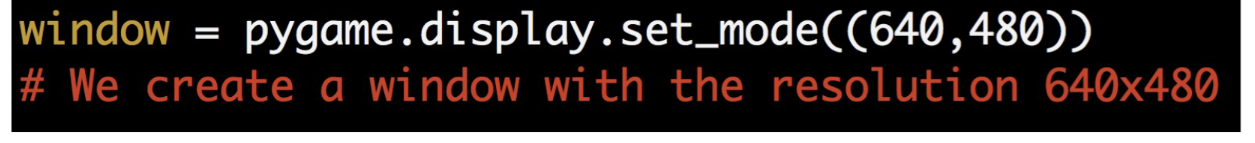 window = pygame.display.set_mode((640,480))
# We create a window with the resolution 640x480